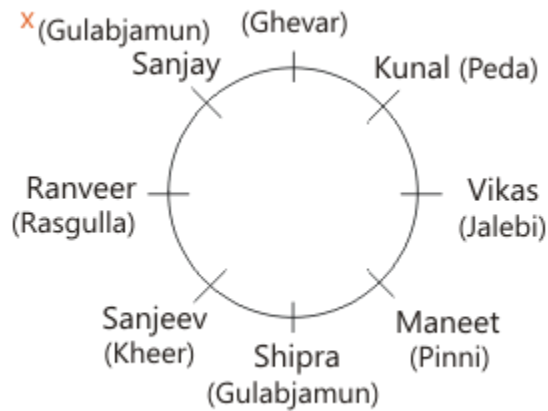 x (Gulabjamun)
Sanjay
(Ghevar)
Kunal (Peda)
Ranveer
(Rasgulla)
Vikas
(Jalebi)
Sanjeev
(Kheer)
Shipra
(Gulabjamun)
Maneet
(Pinni)